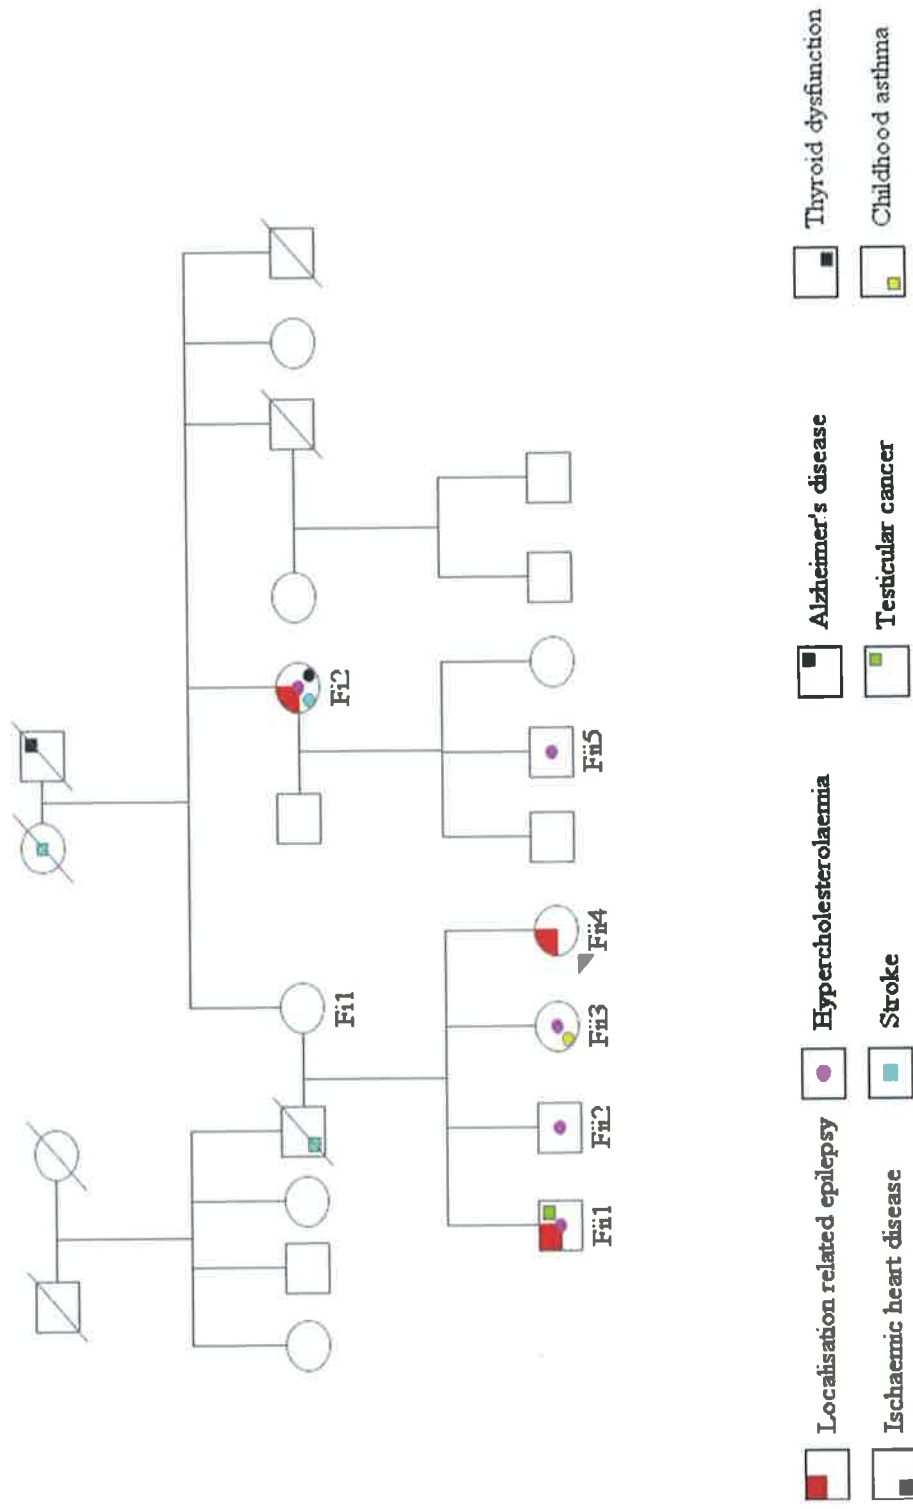 Fi1
Fi2
Fii1
Fii2
Fii3
Fii4
Fii5
Localisation related epilepsy
Hypercholesterolaemia
Alzheimer's disease
Thyroid dysfunction
Ischaemic heart disease
Stroke
Testicular cancer
Childhood asthma